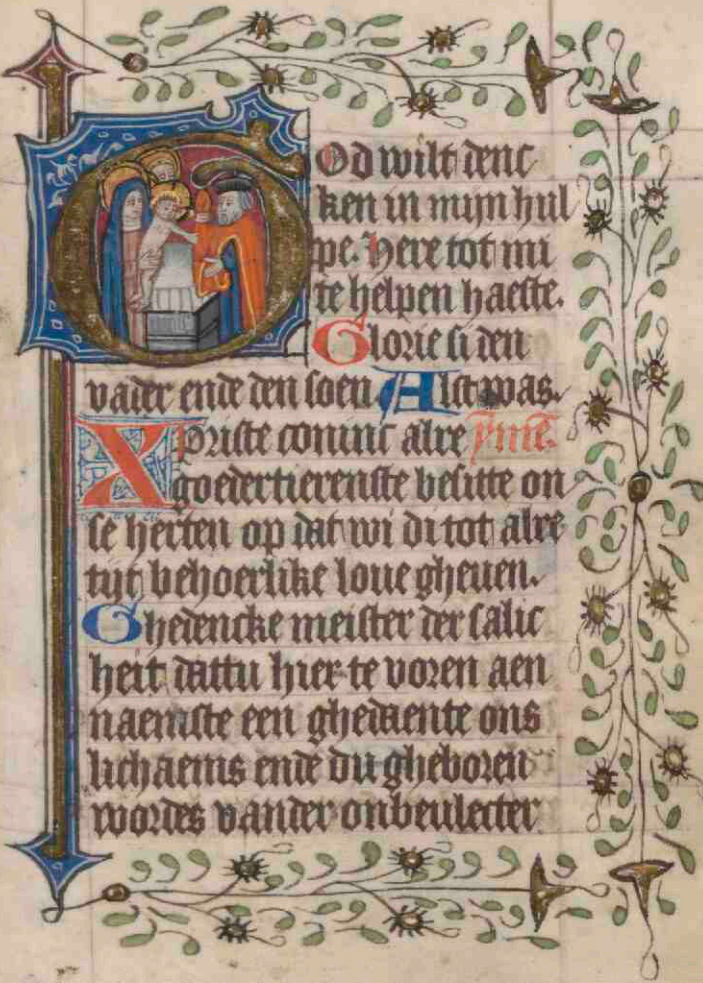 God wilt denc
ken in mijn hul
pe. Here tot mi
te helpen haeste.
Glorie si den
vader ende den soen. Alst was.
Xpriste coninc alre ym̄e.
goedertierenste besitte on
se herten op dat wi di tot alre
tijt behoerlike loue gheuen.
Ghedencke meister der salic
heit dattu hier te voren aen
naemste een ghedaente ons
lichaems ende du gheboren
wordes vander onbeulecter